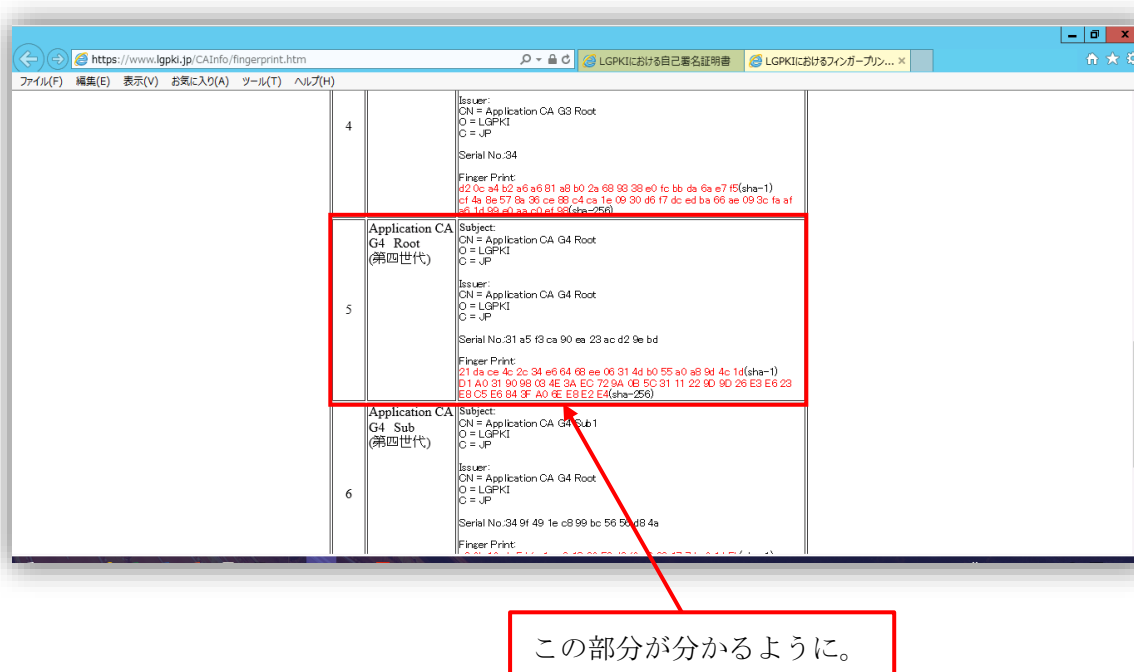 https://www.lgpki.jp/CAInfo/fingerprint.htm
LGPKIにおける自己署名証明書
LGPKIにおけるフィンガープリン... ×
ファイル(F) 編集(E) 表示(V) お気に入り(A) ツール(T) ヘルプ(H)
4
Issuer:
CN = Application CA G3 Root
O = LGPKI
C = JP
Serial No.:34
Finger Print:
d2 0c a4 b2 a6 a6 81 a8 b0 2a 68 93 38 e0 fc bb da 6a e7 f5(sha-1)
cf 4a 8e 57 8a 36 ce 88 c4 ca 1e 09 30 d6 f7 dc ed ba 66 ae 09 3c fa af
a6 1d 99 e0 aa c0 ef 98(sha-256)
5
Application CA
G4 Root
(第四世代)
Subject:
CN = Application CA G4 Root
O = LGPKI
C = JP
Issuer:
CN = Application CA G4 Root
O = LGPKI
C = JP
Serial No.:31 a5 f3 ca 90 ea 23 ac d2 9e bd
Finger Print:
21 da ce 4c 2c 34 e6 64 68 ee 06 31 4d b0 55 a0 a8 9d 4c 1d(sha-1)
D1 A0 31 90 98 03 4E 3A EC 72 9A 0B 5C 31 11 22 9D 9D 26 E3 E6 23
E8 C5 E6 84 3F A0 6E E8 E2 E4(sha-256)
6
Application CA
G4 Sub
(第四世代)
Subject:
CN = Application CA G4 Sub1
O = LGPKI
C = JP
Issuer:
CN = Application CA G4 Root
O = LGPKI
C = JP
Serial No.:34 9f 49 1e c8 99 bc 56 56 d8 4a
Finger Print:
この部分が分かるように。